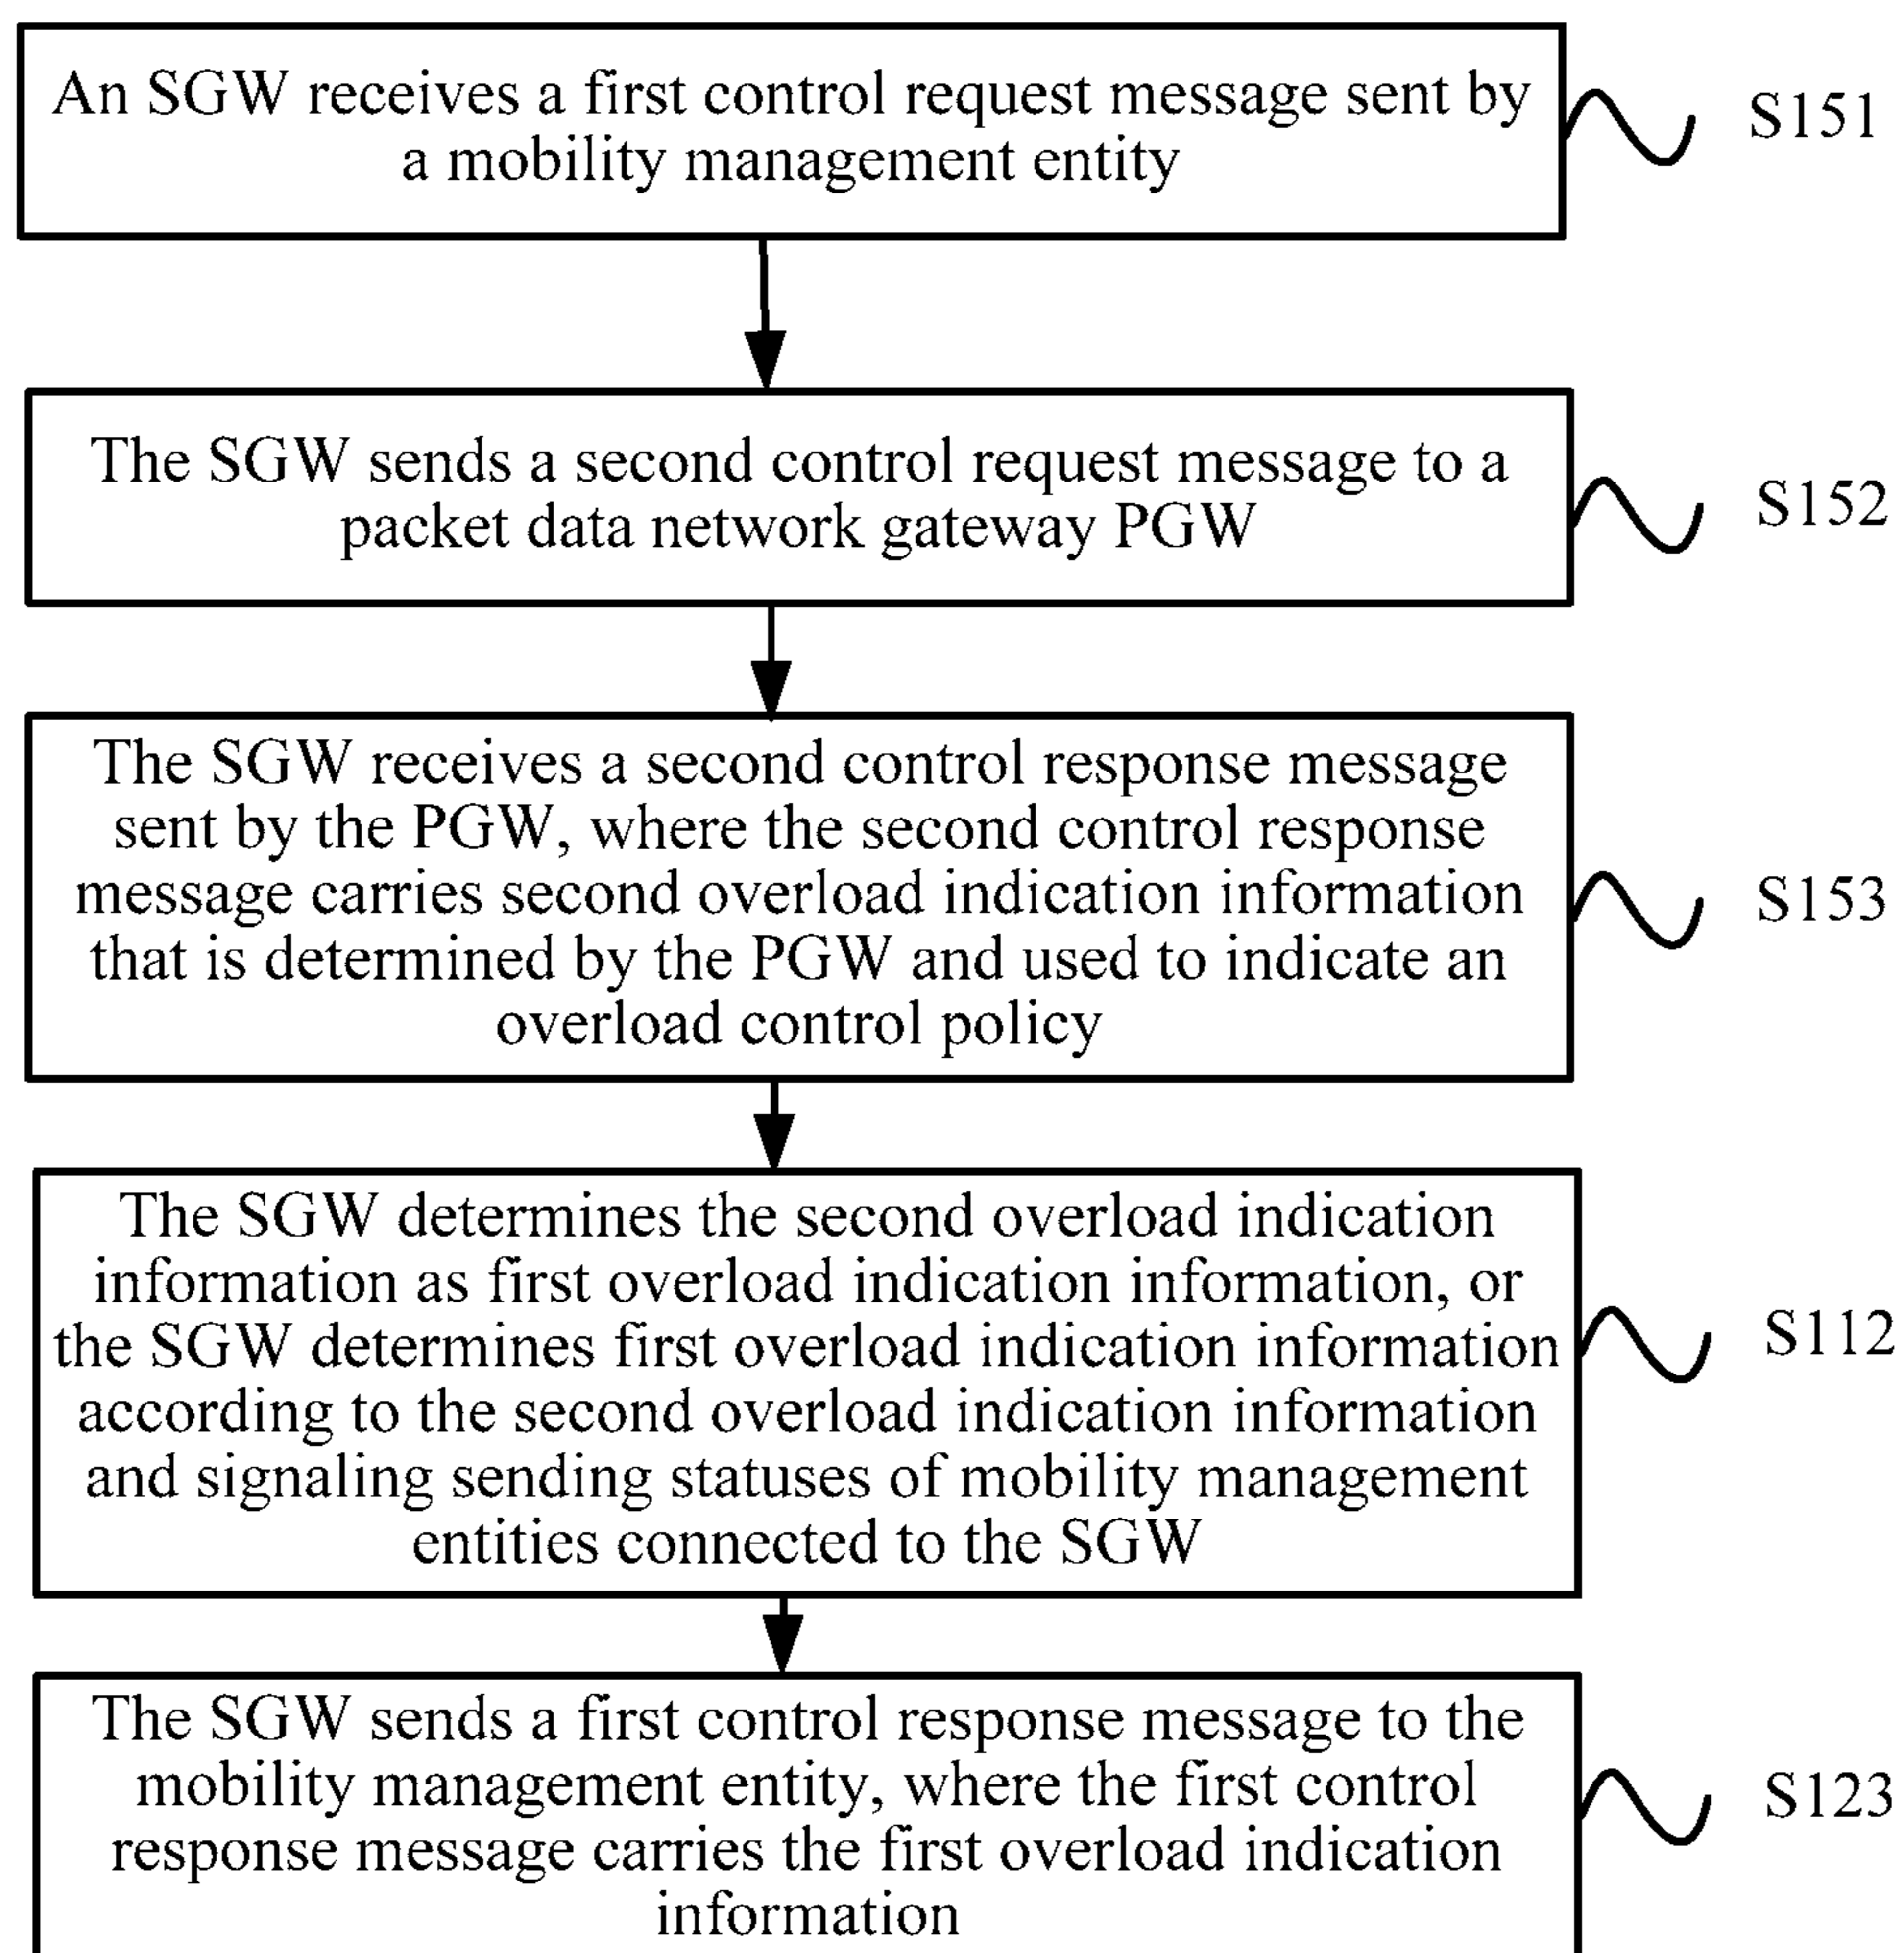 An SGW receives a first control request message sent by
a mobility management entity
S151
The SGW sends a second control request message to a
packet data network gateway PGW
S152
The SGW receives a second control response message
sent by the PGW, where the second control response
message carries second overload indication information
that is determined by the PGW and used to indicate an
overload control policy
S153
The SGW determines the second overload indication
information as first overload indication information, or
the SGW determines first overload indication information
according to the second overload indication information
and signaling sending statuses of mobility management
entities connected to the SGW
S112
The SGW sends a first control response message to the
mobility management entity, where the first control
response message carries the first overload indication
information
S123